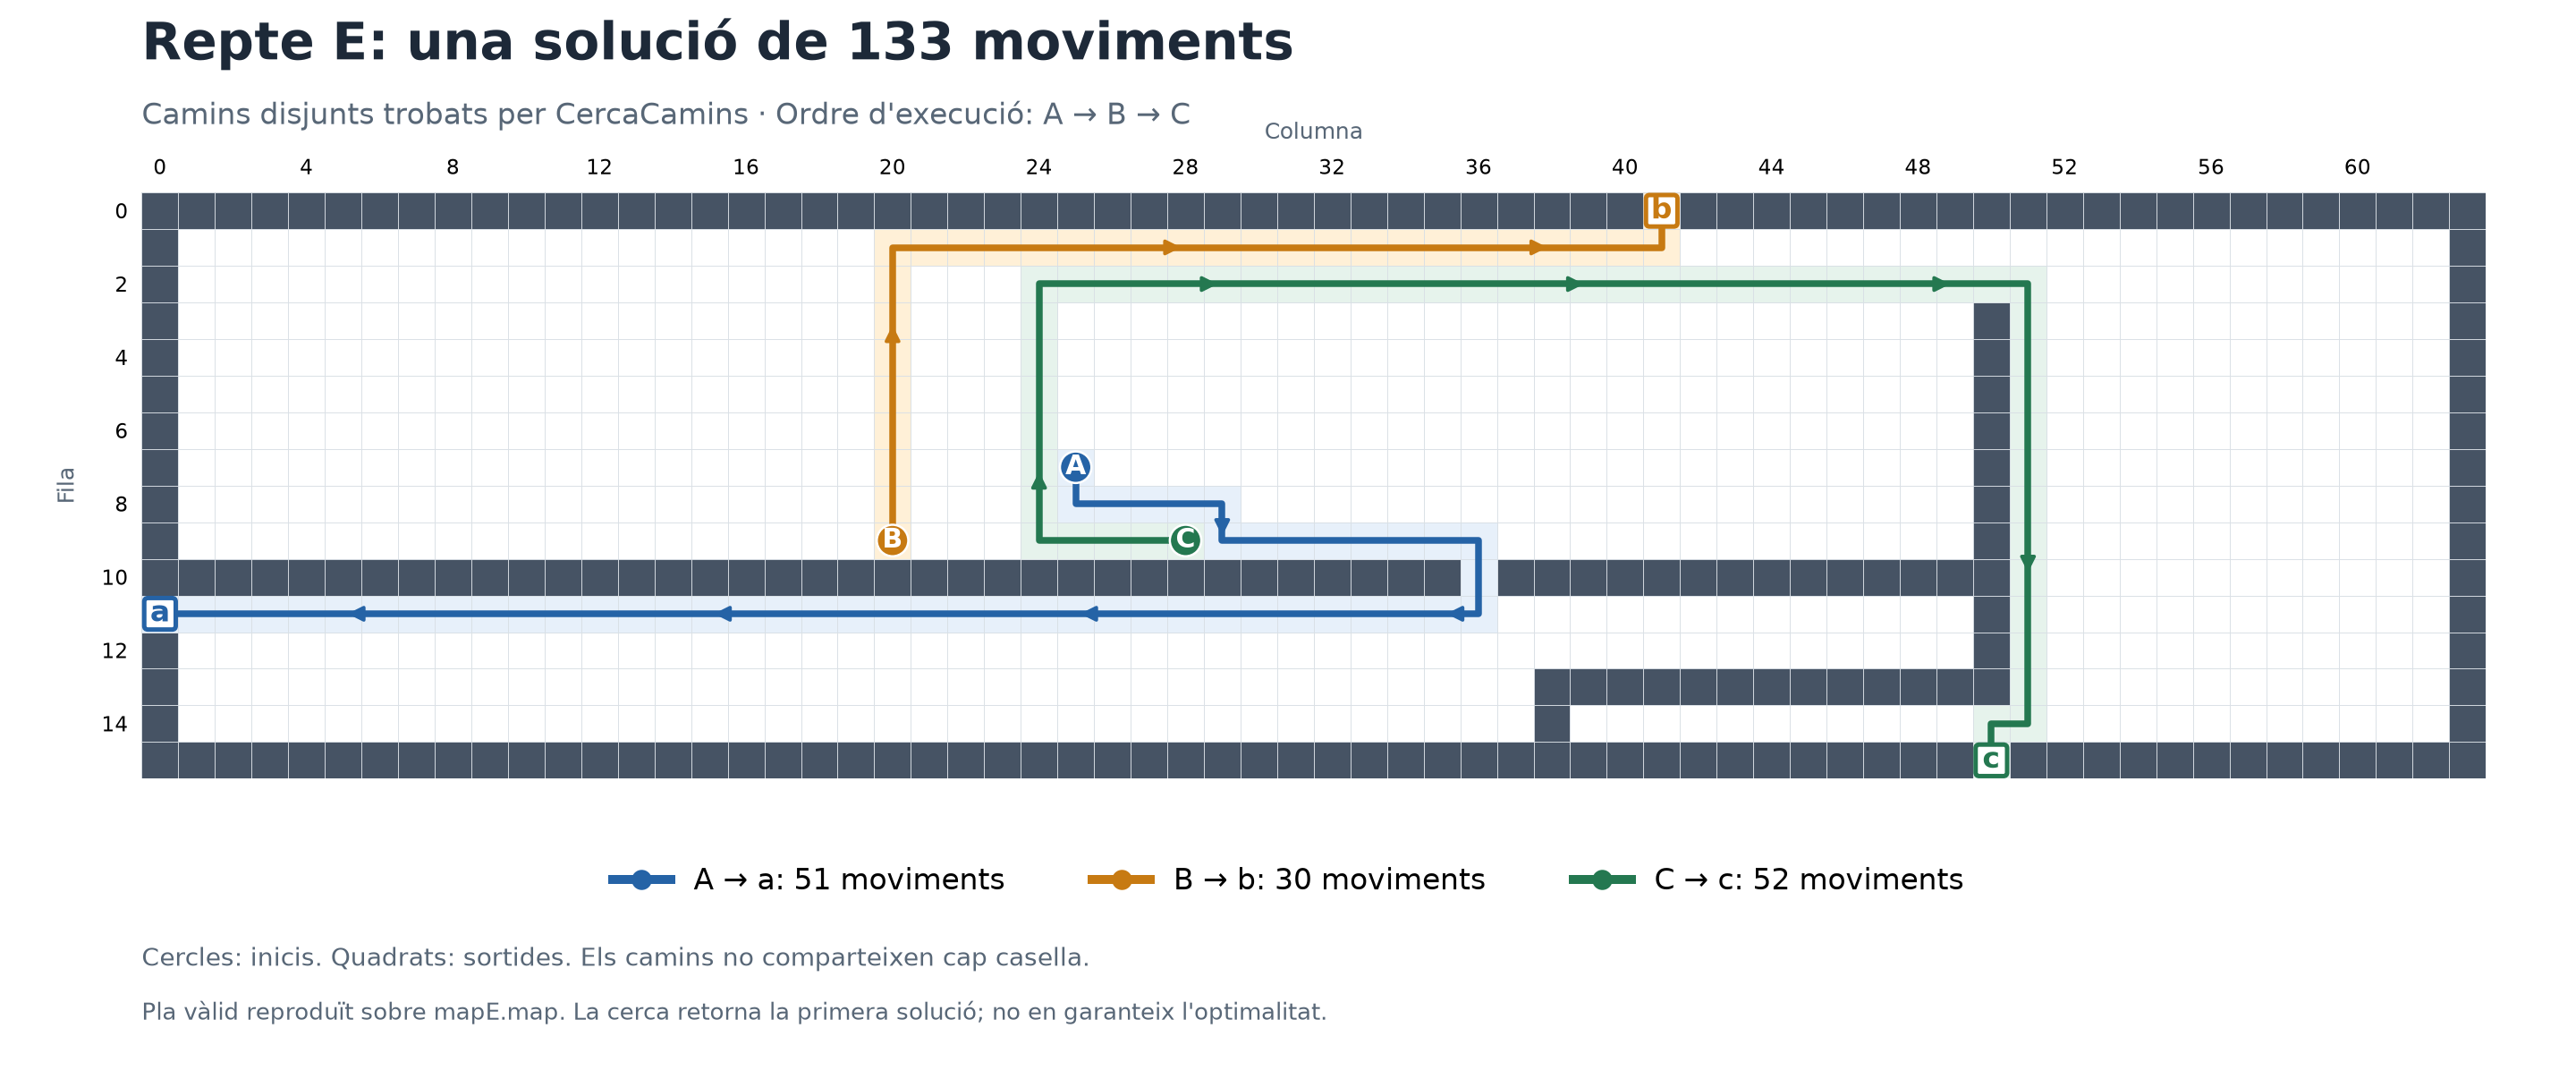 Repte E: una solució de 133 moviments
Camins disjunts trobats per CercaCamins · Ordre d'execució: A → B → C
Columna
0 4 8 12 16 20 24 28 32 36 40 44 48 52 56 60
Fila
0
2
4
6
8
10
12
14
b
A
B
C
a
c
A → a: 51 moviments
B → b: 30 moviments
C → c: 52 moviments
Cercles: inicis. Quadrats: sortides. Els camins no comparteixen cap casella.
Pla vàlid reproduït sobre mapE.map. La cerca retorna la primera solució; no en garanteix l'optimalitat.